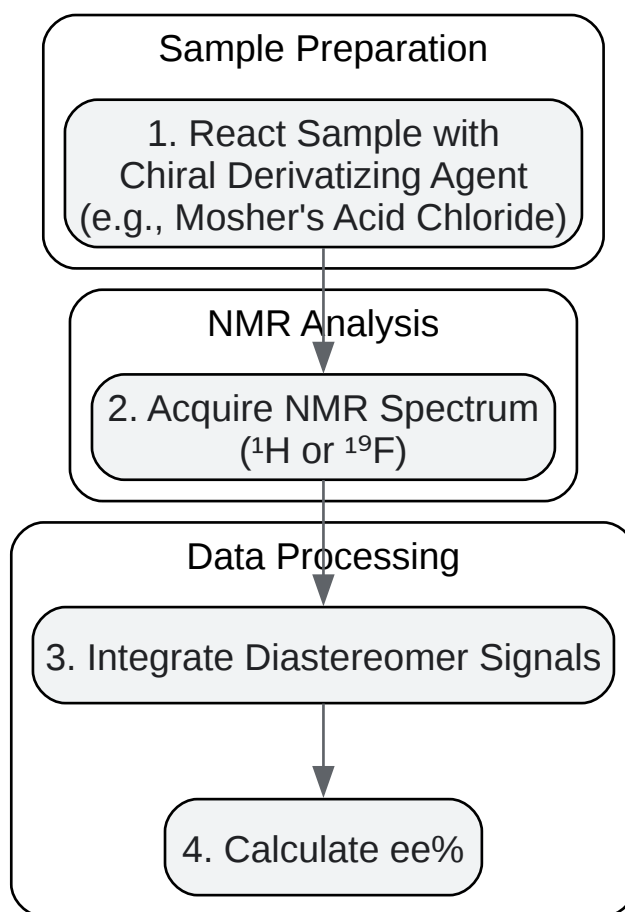 Sample Preparation
1. React Sample with
Chiral Derivatizing Agent
(e.g., Mosher's Acid Chloride)
NMR Analysis
2. Acquire NMR Spectrum
(¹H or ¹⁹F)
Data Processing
3. Integrate Diastereomer Signals
4. Calculate ee%